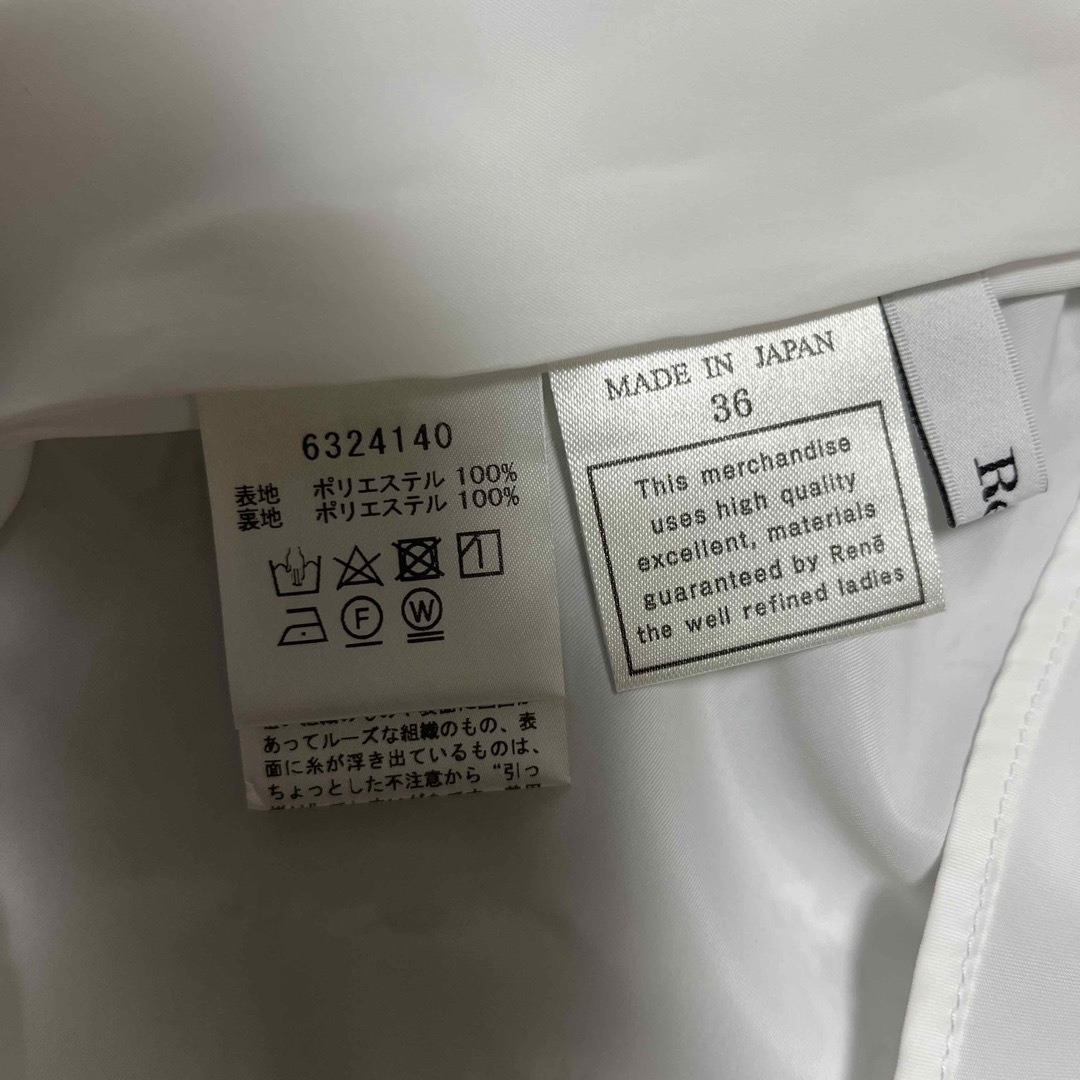 6324140
表地 ポリエステル 100%
裏地 ポリエステル 100%
F W
あってルーズな組織のもの、表
面に糸が浮き出ているものは、
ちょっとした不注意から“引っ
MADE IN JAPAN
36
This merchandise
uses high quality
excellent, materials
guaranteed by Renē
the well refined ladies